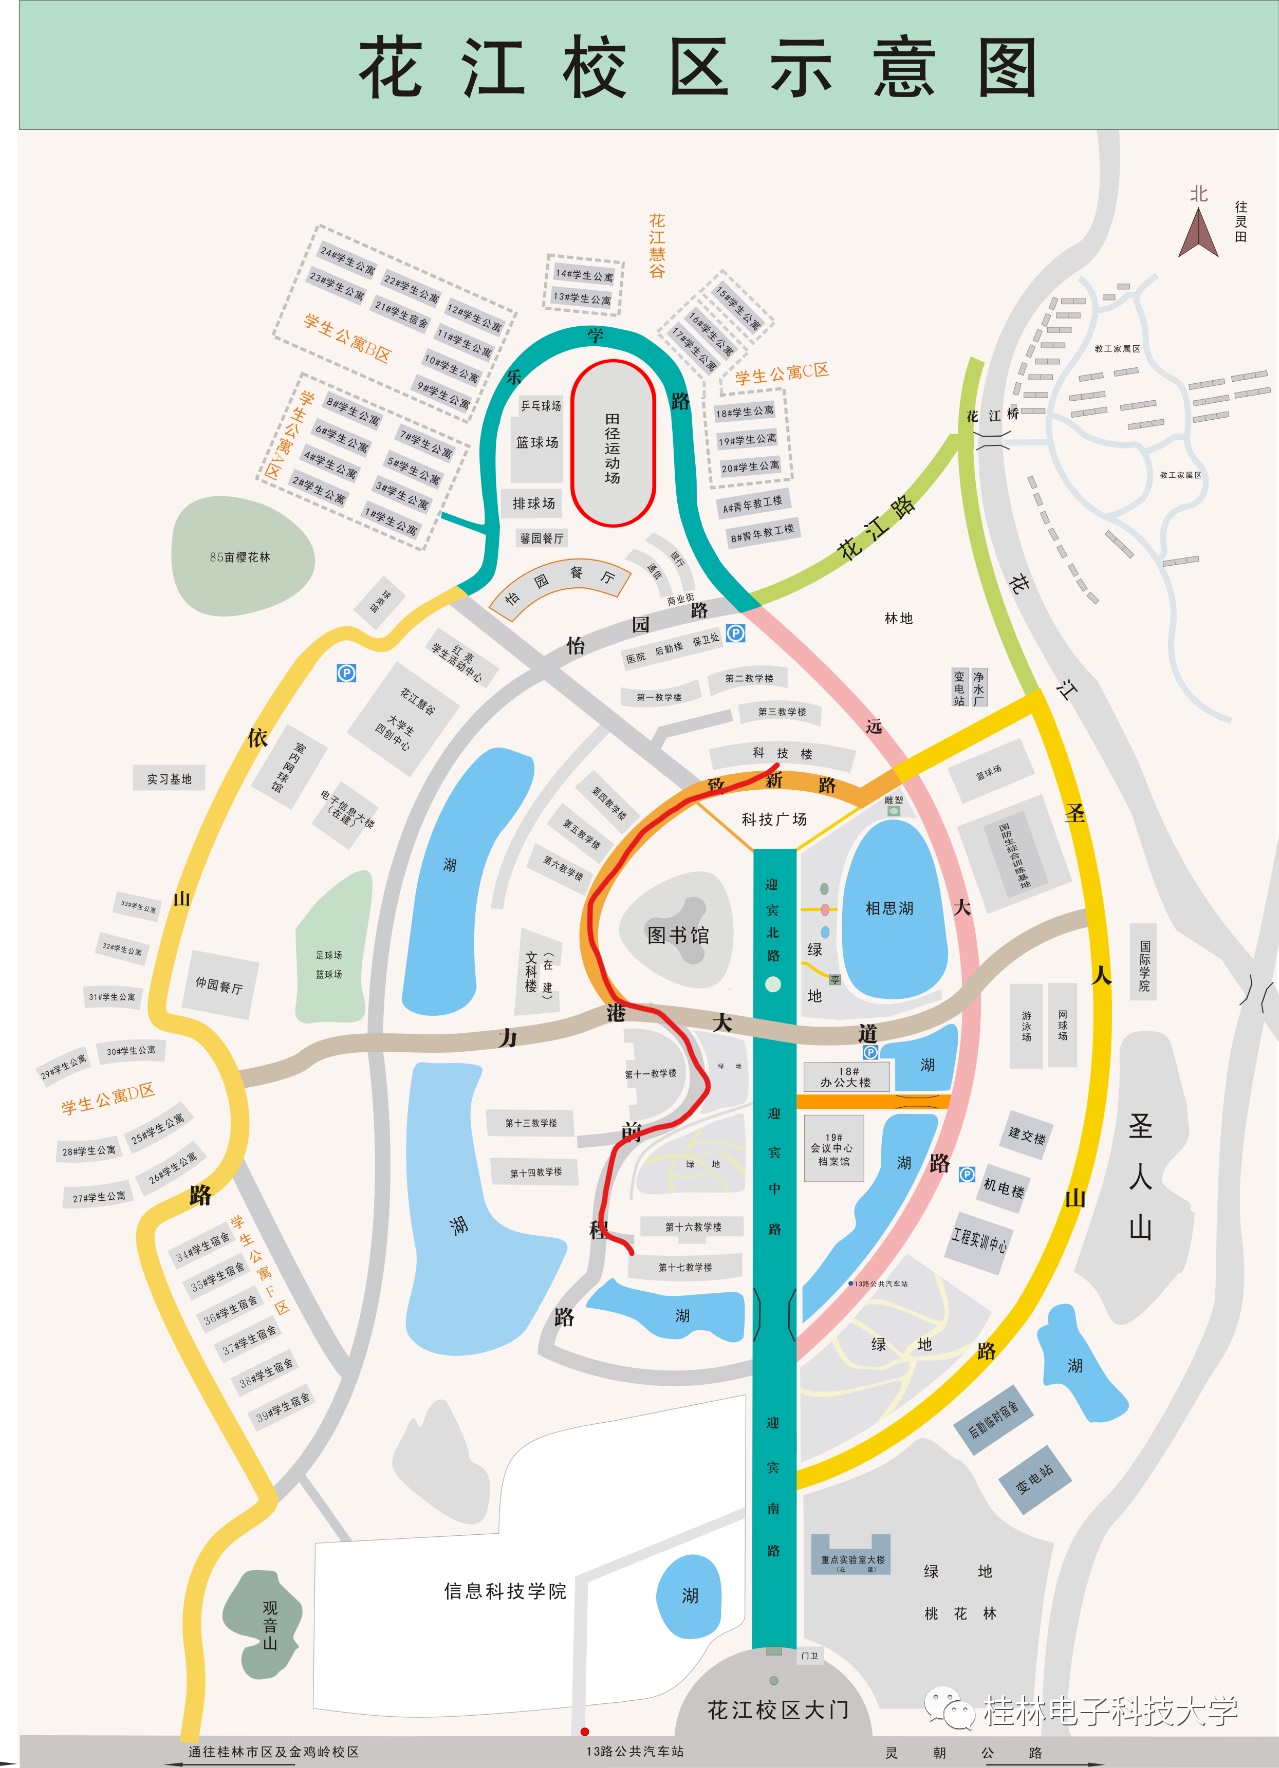 花江校区示意图
北
往灵田
花江慧谷
24#学生公寓
23#学生公寓
22#学生公寓
21#学生宿舍
12#学生公寓
11#学生公寓
10#学生公寓
9#学生公寓
学生公寓B区
14#学生公寓
13#学生公寓
15#学生公寓
16#学生公寓
17#学生公寓
学生公寓C区
18#学生公寓
19#学生公寓
20#学生公寓
A#青年教工楼
B#青年教工楼
学生公寓A区
8#学生公寓
6#学生公寓
4#学生公寓
2#学生公寓
7#学生公寓
5#学生公寓
3#学生公寓
1#学生公寓
乐学路
乒乓球场
篮球场
排球场
田径运动场
馨园餐厅
怡园餐厅
通信
银行
商业街
怡园路
教工家属区
教工家属区
花江桥
花江路
花江
林地
85亩樱花林
球类馆
红亮
学生活动中心
花江慧谷
大学生
四创中心
室内网球馆
电子信息大楼
(在建)
实习基地
依山路
医院 后勤楼 保卫处
第一教学楼
第二教学楼
第三教学楼
科技楼
致新路
科技广场
雕塑
远大路
变电站
净水厂
篮球场
国防生综合训练基地
圣人山路
第四教学楼
第五教学楼
第六教学楼
湖
图书馆
迎宾北路
相思湖
绿地
亭
文科楼
(在建)
足球场
篮球场
33#学生公寓
32#学生公寓
31#学生公寓
仲园餐厅
30#学生公寓
29#学生公寓
学生公寓D区
28#学生公寓
25#学生公寓
26#学生公寓
27#学生公寓
力港大道
国际学院
游泳场
网球场
湖
18#
办公大楼
19#
会议中心
档案馆
湖
第十一教学楼
绿地
第十三教学楼
第十四教学楼
前程路
绿地
第十六教学楼
第十七教学楼
湖
湖
迎宾中路
建交楼
机电楼
工程实训中心
圣人山
13路公共汽车站
绿地
湖
后勤临时宿舍
变电站
34#学生宿舍
35#学生宿舍
36#学生宿舍
37#学生宿舍
38#学生宿舍
39#学生宿舍
学生公寓F区
迎宾南路
重点实验室大楼
(在建)
绿地
桃花林
信息科技学院
湖
观音山
门卫
花江校区大门
桂林电子科技大学
通往桂林市区及金鸡岭校区
13路公共汽车站
灵朝公路